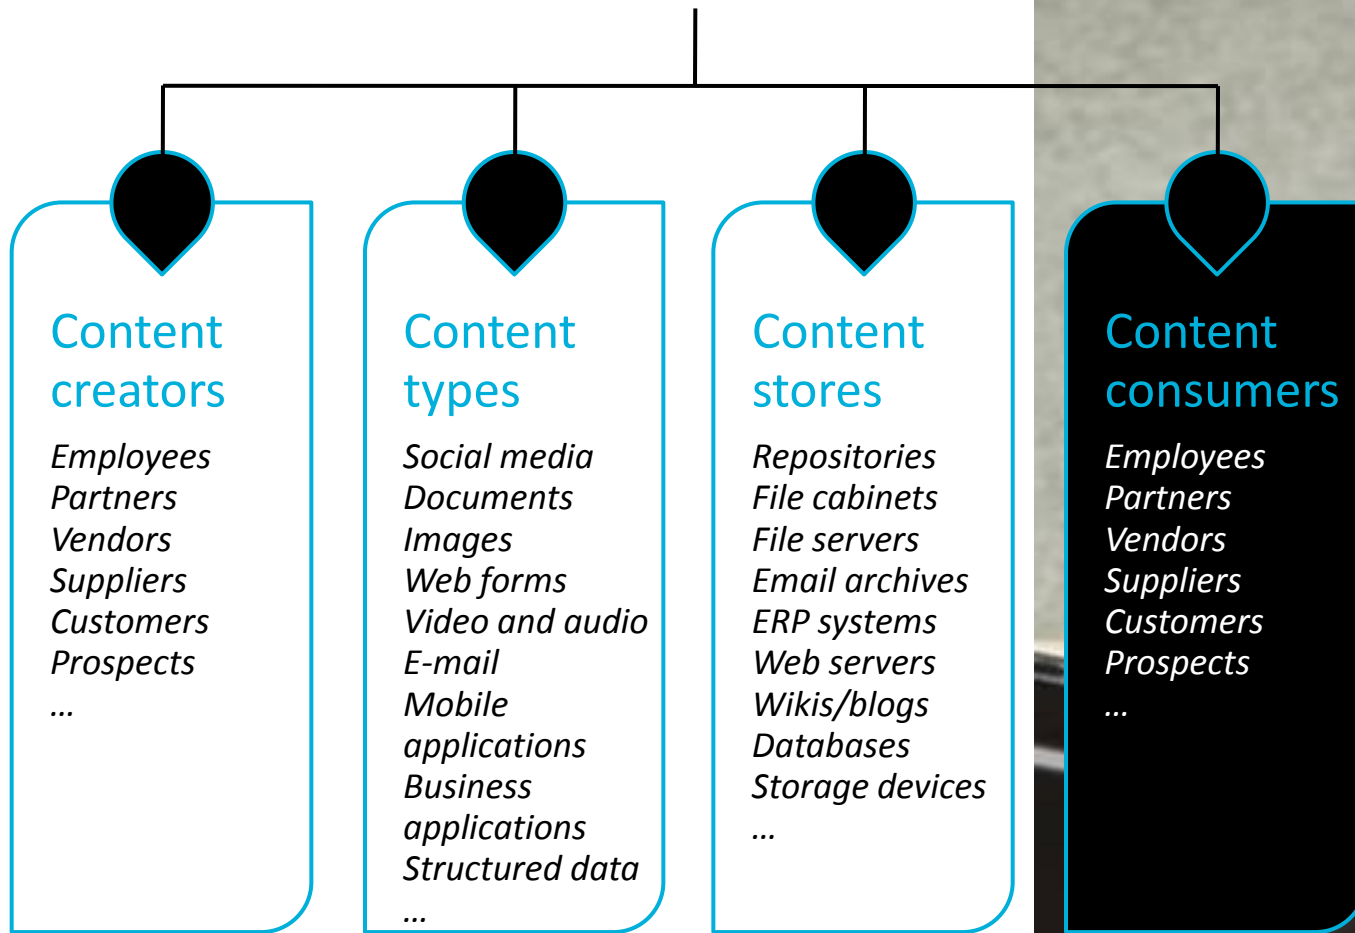 Content
creators
Employees
Partners
Vendors
Suppliers
Customers
Prospects
...
Content
types
Social media
Documents
Images
Web forms
Video and audio
E-mail
Mobile
applications
Business
applications
Structured data
...
Content
stores
Repositories
File cabinets
File servers
Email archives
ERP systems
Web servers
Wikis/blogs
Databases
Storage devices
...
Content
consumers
Employees
Partners
Vendors
Suppliers
Customers
Prospects
...